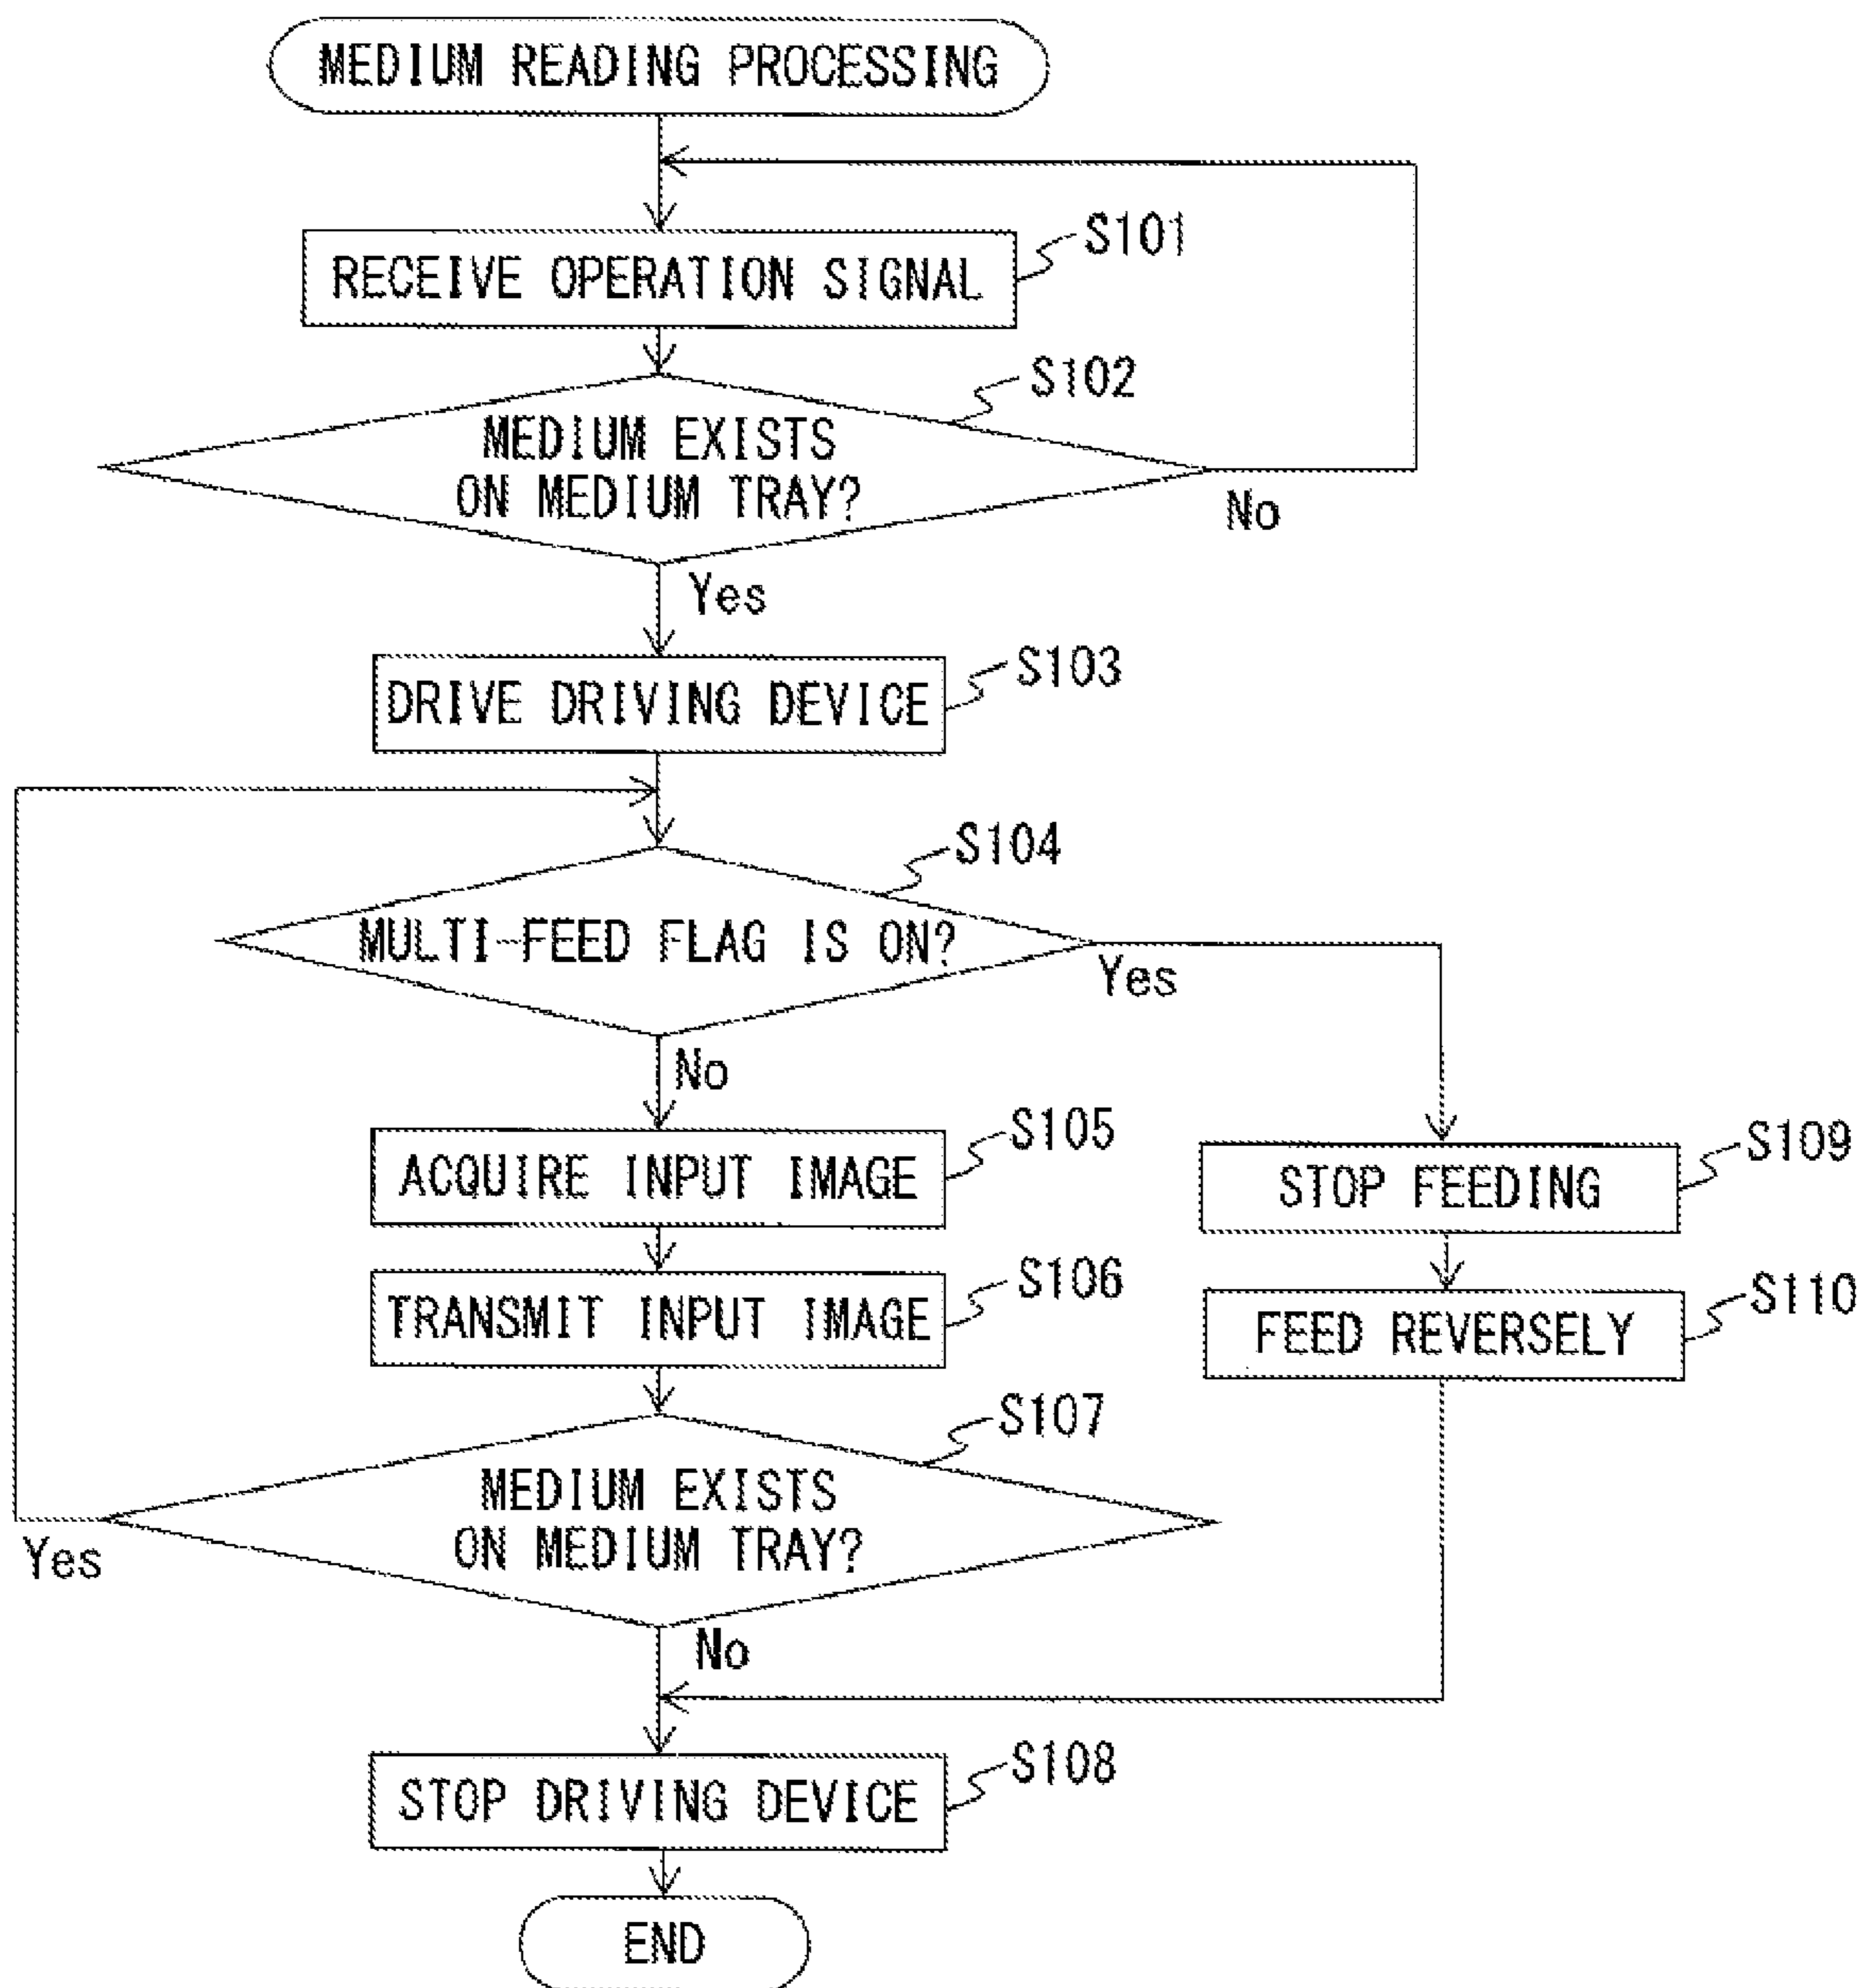 MEDIUM READING PROCESSING
S101
RECEIVE OPERATION SIGNAL
S102
MEDIUM EXISTS
ON MEDIUM TRAY?
No
Yes
S103
DRIVE DRIVING DEVICE
S104
MULTI-FEED FLAG IS ON?
Yes
No
S105
ACQUIRE INPUT IMAGE
S109
STOP FEEDING
S106
TRANSMIT INPUT IMAGE
S110
FEED REVERSELY
S107
MEDIUM EXISTS
ON MEDIUM TRAY?
Yes
No
S108
STOP DRIVING DEVICE
END